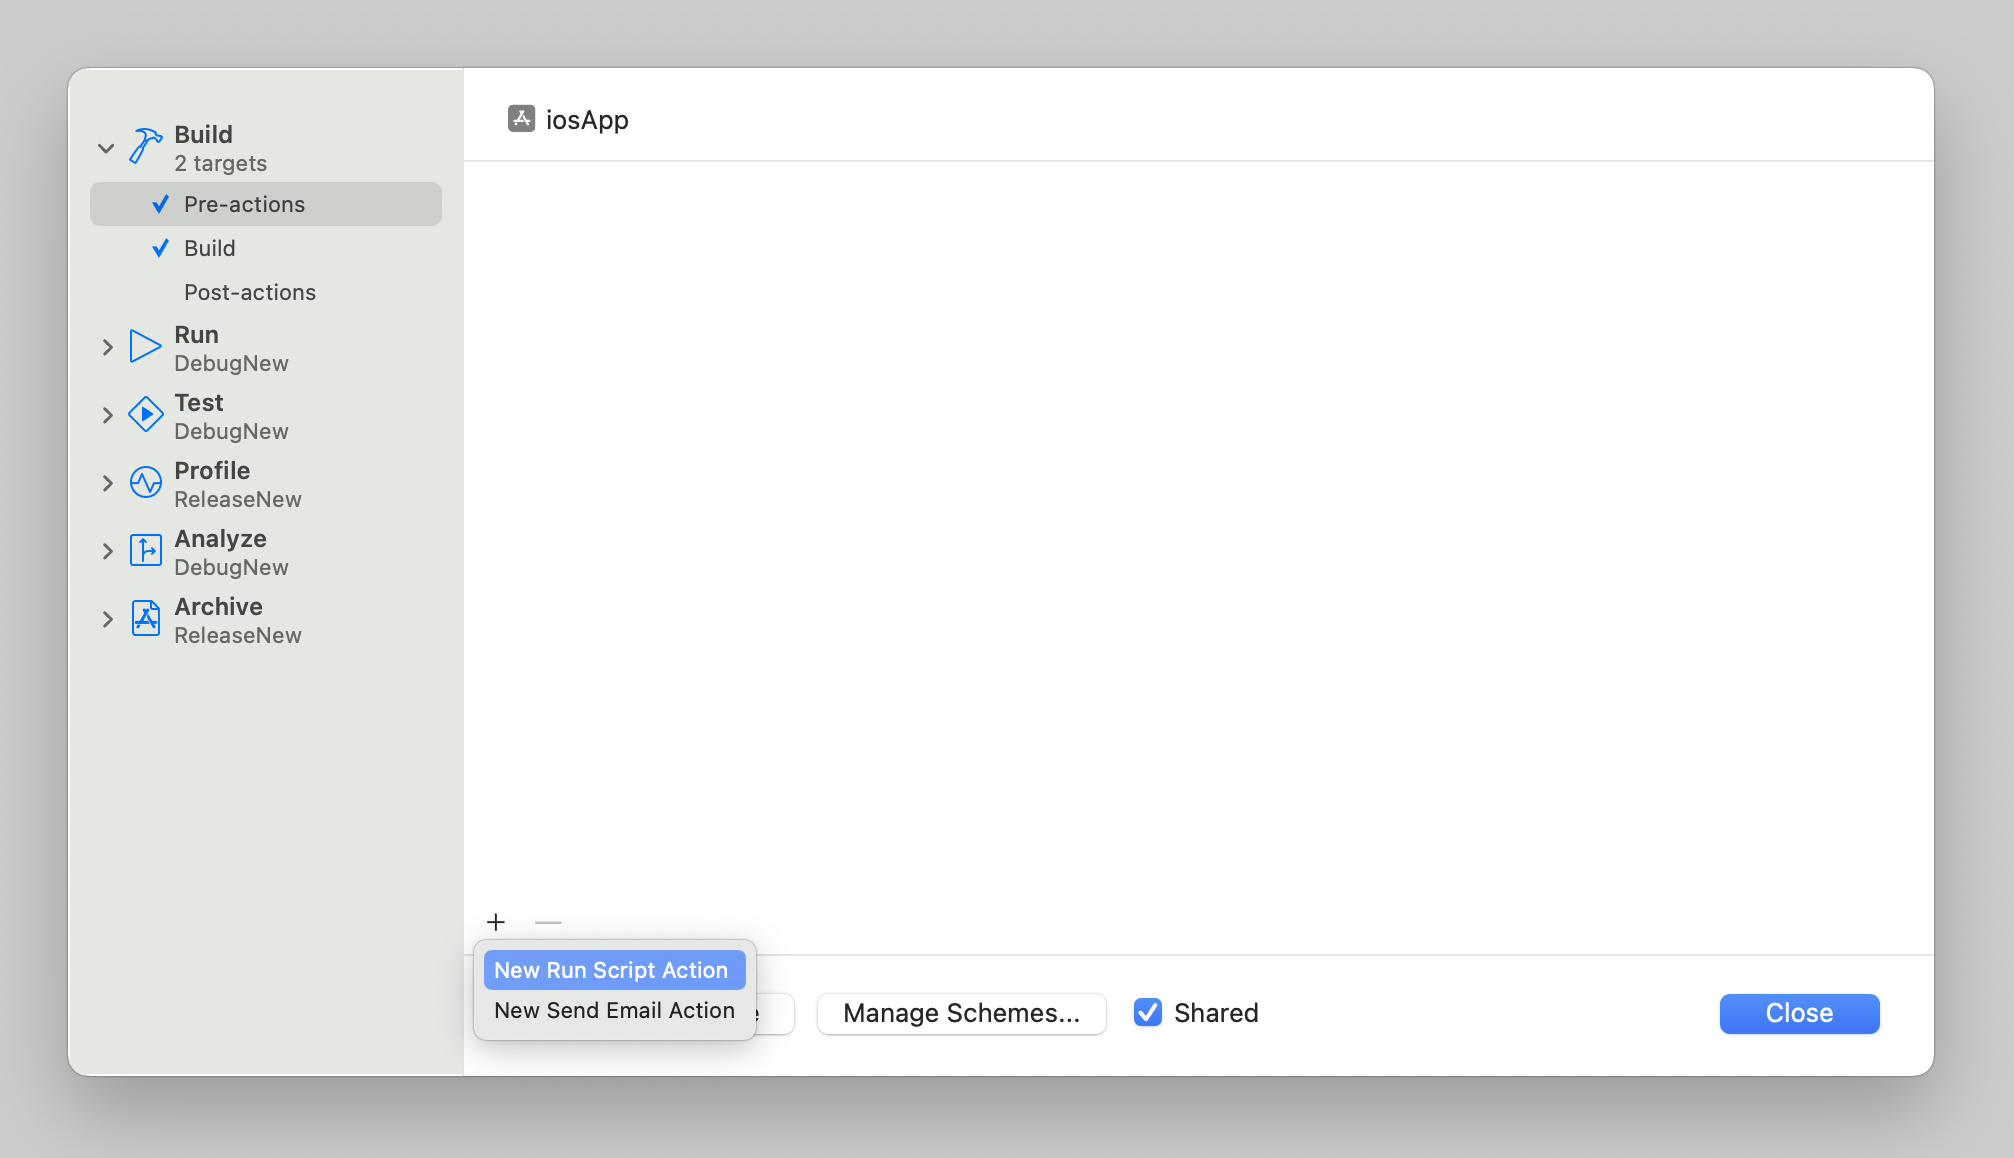 Build
2 targets
Pre-actions
Build
Post-actions
Run
DebugNew
Test
DebugNew
Profile
ReleaseNew
Analyze
DebugNew
Archive
ReleaseNew
iosApp
New Run Script Action
New Send Email Action
Manage Schemes...
Shared
Close